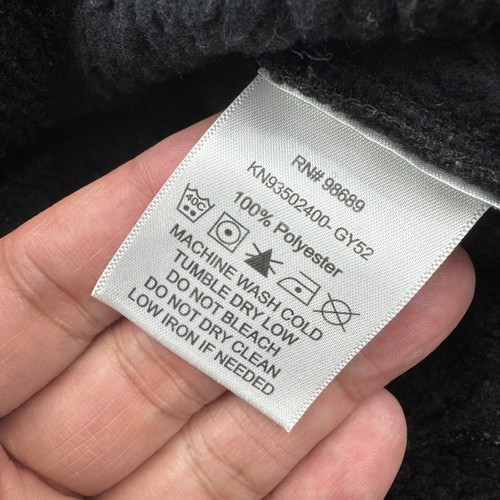 RN# 98689
KN93502400- GY52
100% Polyester
40C
MACHINE WASH COLD
TUMBLE DRY LOW
DO NOT BLEACH
DO NOT DRY CLEAN
LOW IRON IF NEEDED